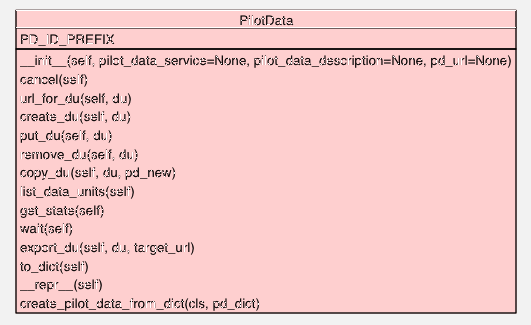 PilotData
PD_ID_PREFIX
__init__(self, pilot_data_service=None, pilot_data_description=None, pd_url=None)
cancel(self)
url_for_du(self, du)
create_du(self, du)
put_du(self, du)
remove_du(self, du)
copy_du(self, du, pd_new)
list_data_units(self)
get_state(self)
wait(self)
export_du(self, du, target_url)
to_dict(self)
__repr__(self)
create_pilot_data_from_dict(cls, pd_dict)